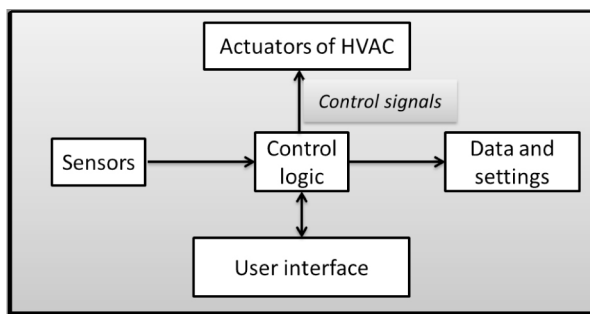 Actuators of HVAC
Control signals
Sensors
Control
logic
Data and
settings
User interface